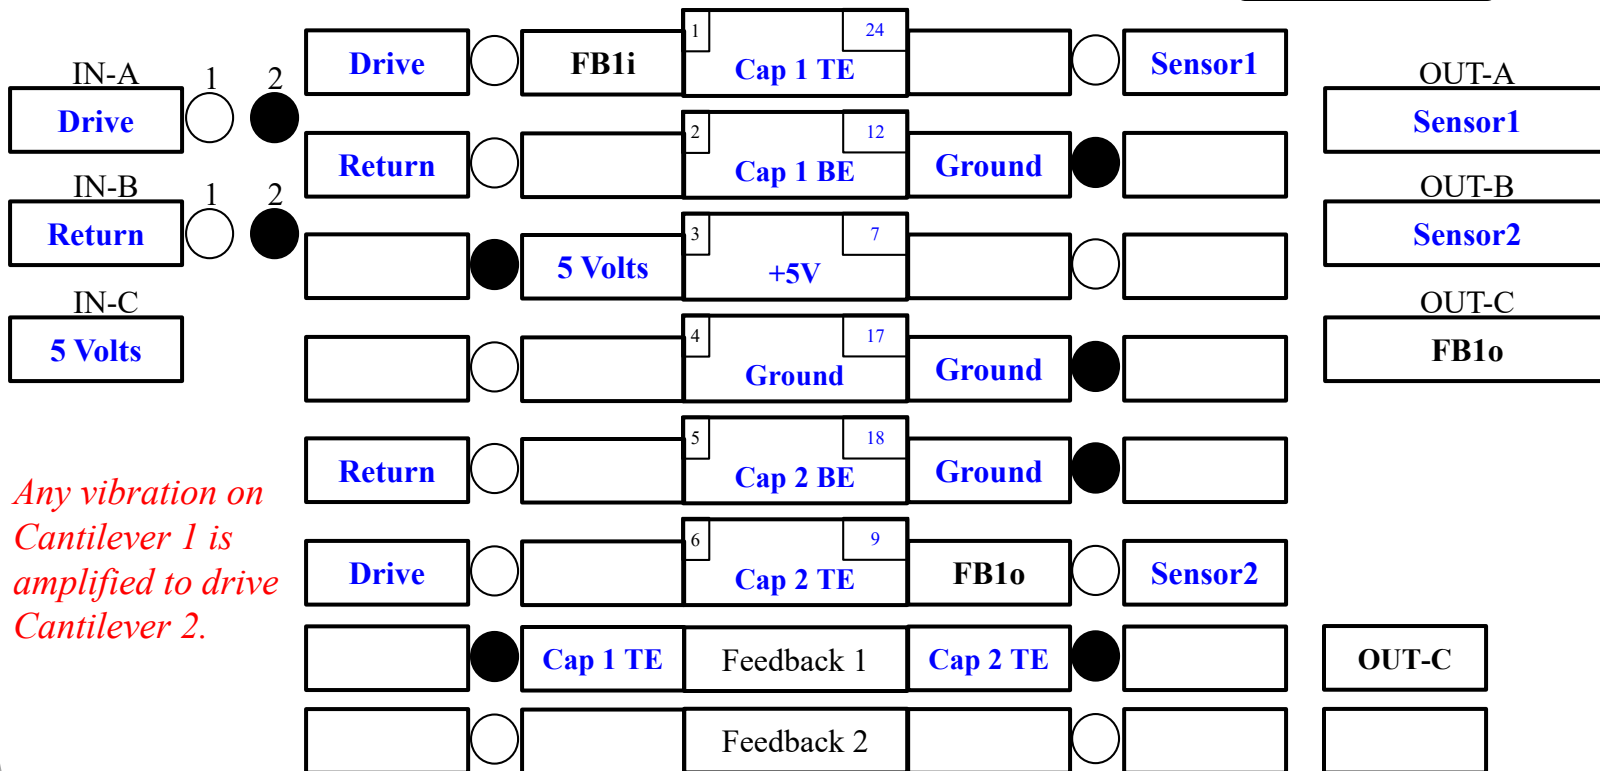 Drive FB1i 1 24 Cap 1 TE Sensor1
IN-A 1 2
Drive
OUT-A
Sensor1
Return 2 12 Cap 1 BE Ground
IN-B 1 2
Return
OUT-B
Sensor2
5 Volts 3 7 +5V
IN-C
5 Volts
OUT-C
FB1o
4 17 Ground Ground
Return 5 18 Cap 2 BE Ground
Any vibration on
Cantilever 1 is
amplified to drive
Cantilever 2.
Drive 6 9 Cap 2 TE FB1o Sensor2
Cap 1 TE Feedback 1 Cap 2 TE OUT-C
Feedback 2